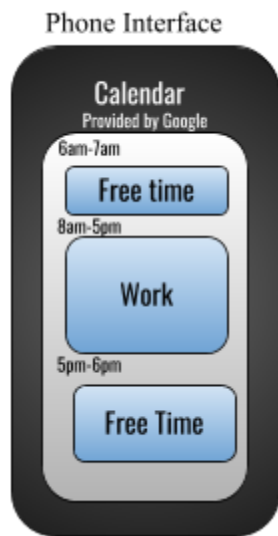 Phone Interface
Calendar
Provided by Google
6am-7am
Free time
8am-5pm
Work
5pm-6pm
Free Time